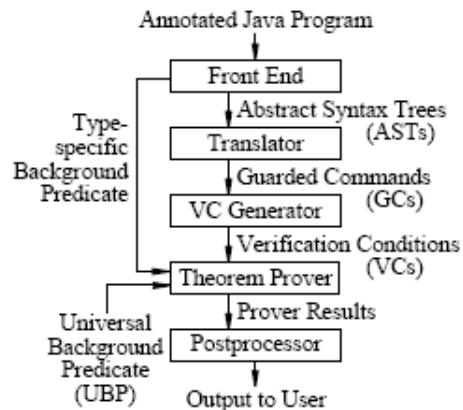 Annotated Java Program
Front End
Abstract Syntax Trees
(ASTs)
Type-
specific
Background
Predicate
Translator
Guarded Commands
(GCs)
VC Generator
Verification Conditions
(VCs)
Theorem Prover
Universal
Background
Predicate
(UBP)
Prover Results
Postprocessor
Output to User